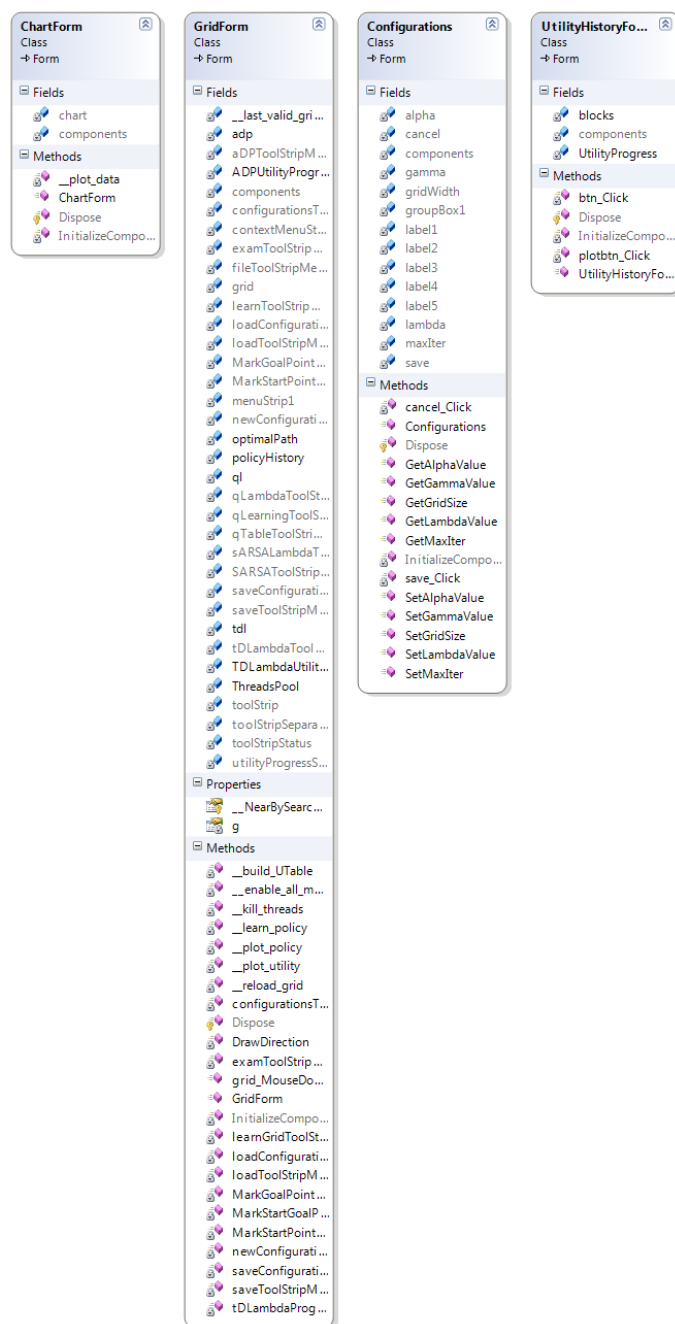 ChartForm
Class
Form
Fields
chart
components
Methods
__plot_data
ChartForm
Dispose
InitializeCompo...
GridForm
Class
Form
Fields
__last_valid_gri...
adp
aDPToolStripM...
ADPUtilityProgr...
components
configurationsT...
contextMenuSt...
examToolStrip...
fileToolStripMe...
grid
learnToolStrip...
loadConfigurati...
loadToolStripM...
MarkGoalPoint...
MarkStartPoint...
menuStrip1
newConfigurati...
optimalPath
policyHistory
ql
qLambdaToolSt...
qLearningToolS...
qTableToolStri...
sARSALambdaT...
SARSAToolStrip...
saveConfigurati...
saveToolStripM...
tdl
tDLambdaTool...
TDLambdaUtilit...
ThreadsPool
toolStrip
toolStripSepara...
toolStripStatus
utilityProgressS...
Properties
__NearBySearc...
g
Methods
__build_UTable
__enable_all_m...
__kill_threads
__learn_policy
__plot_policy
__plot_utility
__reload_grid
configurationsT...
Dispose
DrawDirection
examToolStrip...
grid_MouseDo...
GridForm
InitializeCompo...
learnGridToolSt...
loadConfigurati...
loadToolStripM...
MarkGoalPoint...
MarkStartGoalP...
MarkStartPoint...
newConfigurati...
saveConfigurati...
saveToolStripM...
tDLambdaProg...
Configurations
Class
Form
Fields
alpha
cancel
components
gamma
gridWidth
groupBox1
label1
label2
label3
label4
label5
lambda
maxIter
save
Methods
cancel_Click
Configurations
Dispose
GetAlphaValue
GetGammaValue
GetGridSize
GetLambdaValue
GetMaxIter
InitializeCompo...
save_Click
SetAlphaValue
SetGammaValue
SetGridSize
SetLambdaValue
SetMaxIter
UtilityHistoryFo...
Class
Form
Fields
blocks
components
UtilityProgress
Methods
btn_Click
Dispose
InitializeCompo...
plotbtn_Click
UtilityHistoryFo...